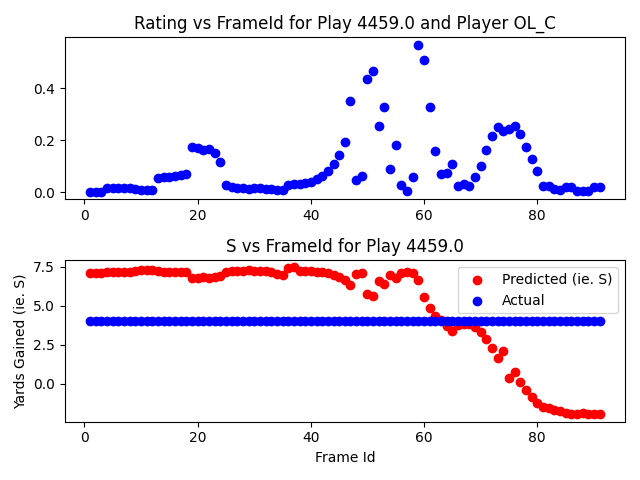 Rating vs FrameId for Play 4459.0 and Player OL_C
0.4
0.2
0.0
0 20 40 60 80
S vs FrameId for Play 4459.0
7.5
5.0
2.5
0.0
Yards Gained (ie. S)
Predicted (ie. S)
Actual
0 20 40 60 80
Frame Id